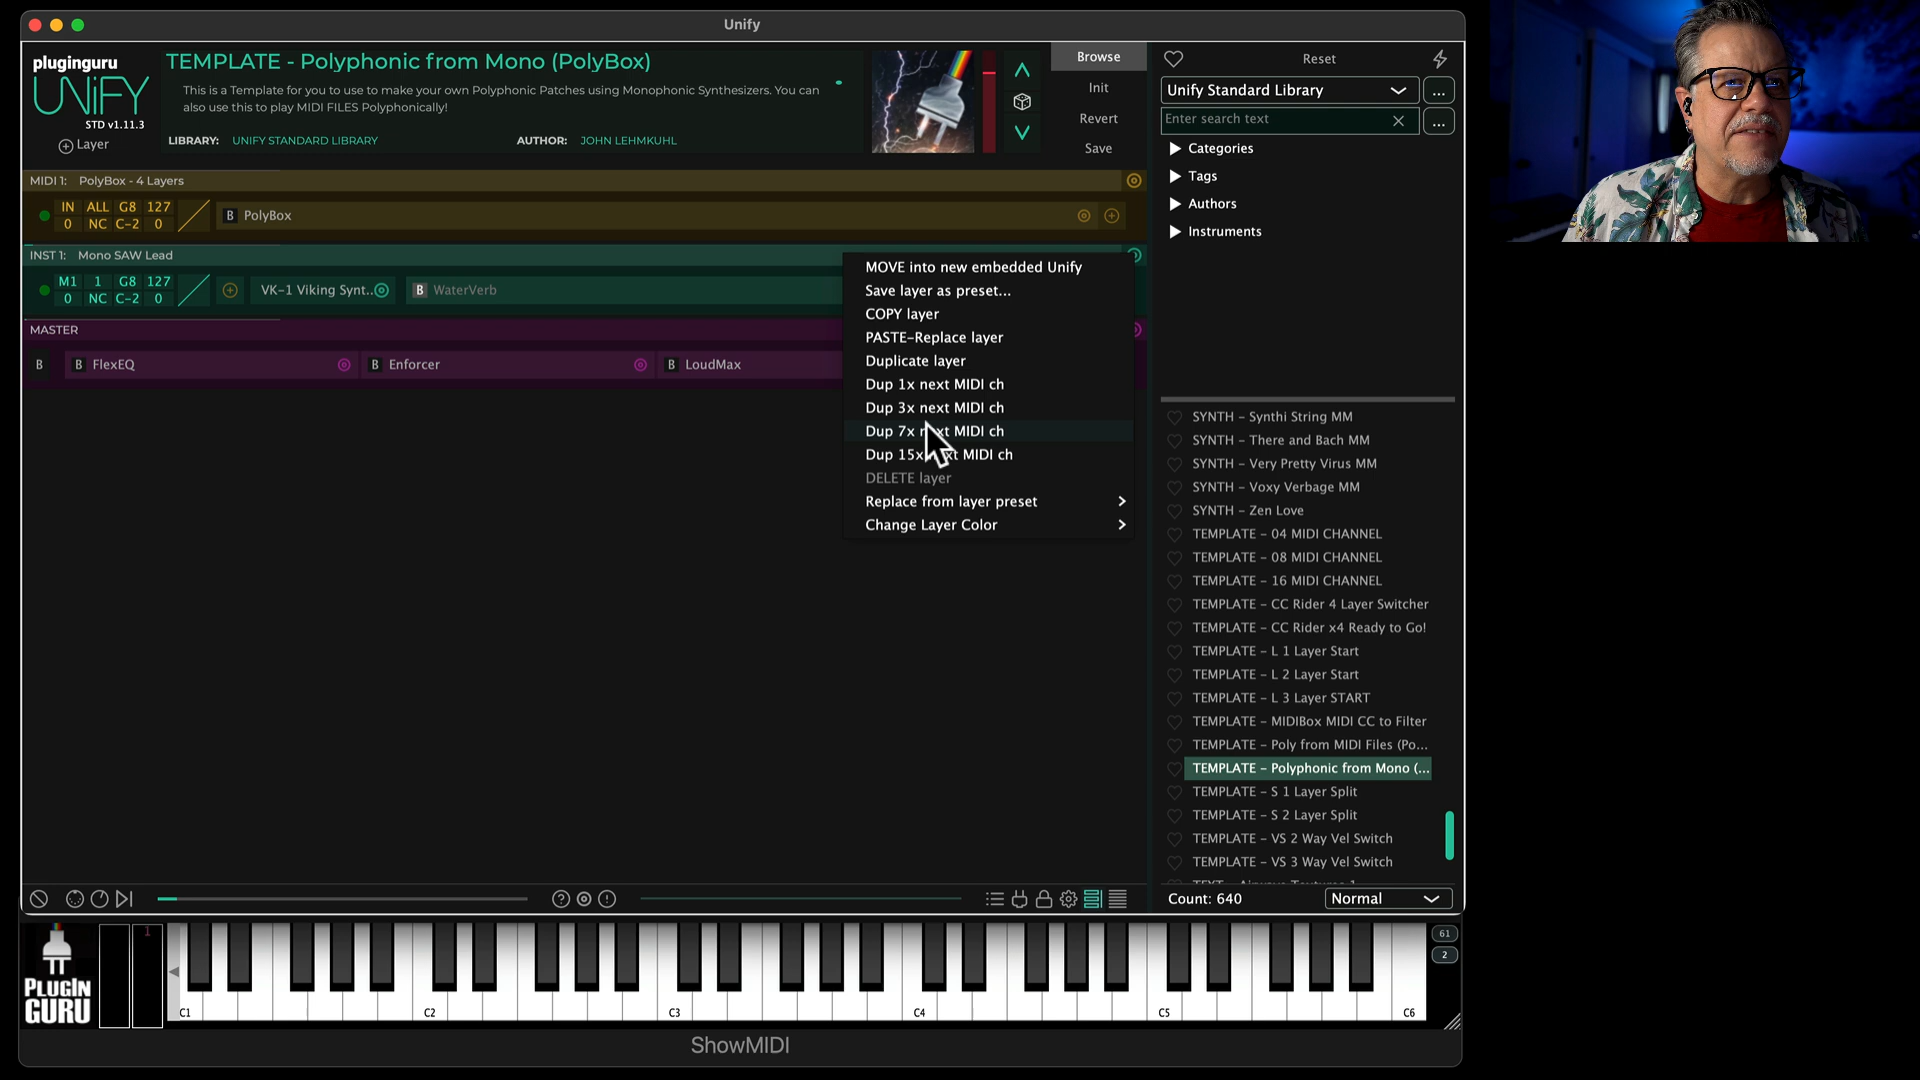 Unify
pluginguru
UNiFY
STD v1.11.3
Layer
TEMPLATE - Polyphonic from Mono (PolyBox)
This is a Template for you to use to make your own Polyphonic Patches using Monophonic Synthesizers. You can
also use this to play MIDI FILES Polyphonically!
LIBRARY: UNIFY STANDARD LIBRARY AUTHOR: JOHN LEHMKUHL
Browse
Init
Revert
Save
Reset
Unify Standard Library
...
Enter search text
...
Categories
Tags
Authors
Instruments
MIDI 1: PolyBox - 4 Layers
IN ALL G8 127
0 NC C-2 0
B PolyBox
INST 1: Mono SAW Lead
M1 1 G8 127
0 NC C-2 0
VK-1 Viking Synt..
B WaterVerb
MASTER
B
B FlexEQ
B Enforcer
B LoudMax
MOVE into new embedded Unify
Save layer as preset...
COPY layer
PASTE-Replace layer
Duplicate layer
Dup 1x next MIDI ch
Dup 3x next MIDI ch
Dup 7x MIDI ch
Dup 15x MIDI ch
DELETE layer
Replace from layer preset
Change Layer Color
SYNTH - Synthi String MM
SYNTH - There and Bach MM
SYNTH - Very Pretty Virus MM
SYNTH - Voxy Verbage MM
SYNTH - Zen Love
TEMPLATE - 04 MIDI CHANNEL
TEMPLATE - 08 MIDI CHANNEL
TEMPLATE - 16 MIDI CHANNEL
TEMPLATE - CC Rider 4 Layer Switcher
TEMPLATE - CC Rider x4 Ready to Go!
TEMPLATE - L 1 Layer Start
TEMPLATE - L 2 Layer Start
TEMPLATE - L 3 Layer START
TEMPLATE - MIDIBox MIDI CC to Filter
TEMPLATE - Poly from MIDI Files (Po...
TEMPLATE - Polyphonic from Mono (...
TEMPLATE - S 1 Layer Split
TEMPLATE - S 2 Layer Split
TEMPLATE - VS 2 Way Vel Switch
TEMPLATE - VS 3 Way Vel Switch
Count: 640
Normal
PLUGIN
GURU
1
C1 C2 C3 C4 C5 C6
61
2
ShowMIDI